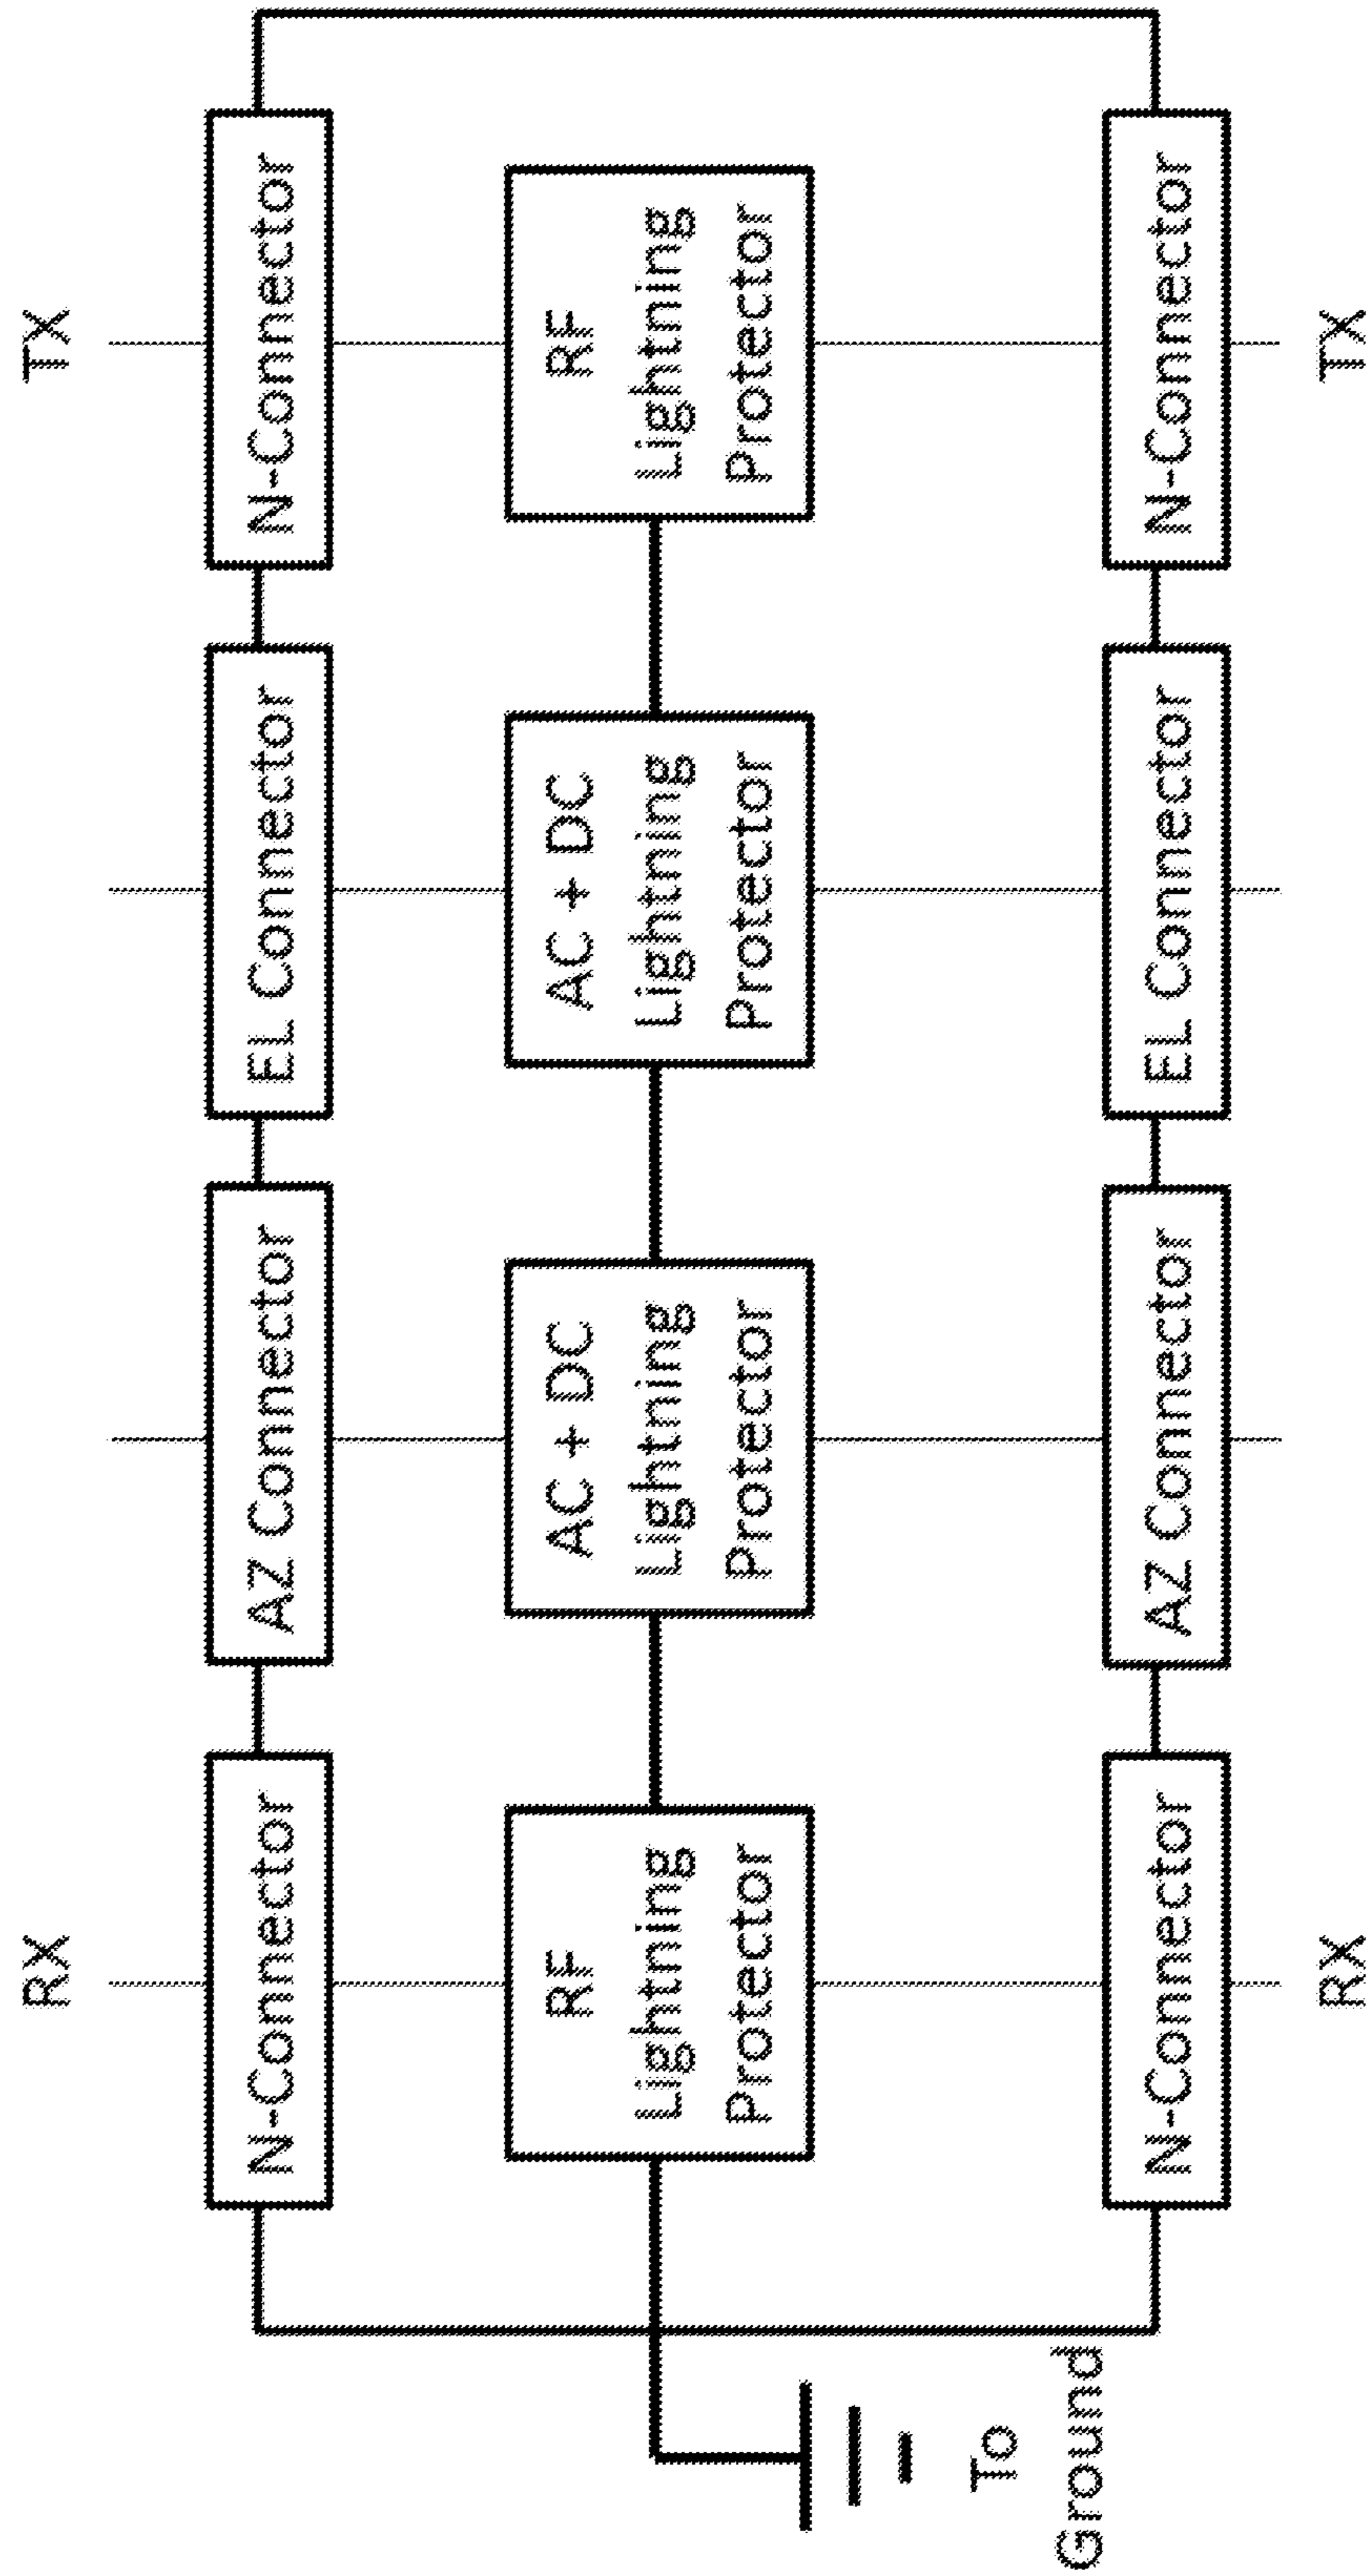 RX
TX
N-Connector
AZ Connector
EL Connector
N-Connector
RF
Lightning
Protector
AC + DC
Lightning
Protector
AC + DC
Lightning
Protector
RF
Lightning
Protector
To
Ground
N-Connector
AZ Connector
EL Connector
N-Connector
RX
TX